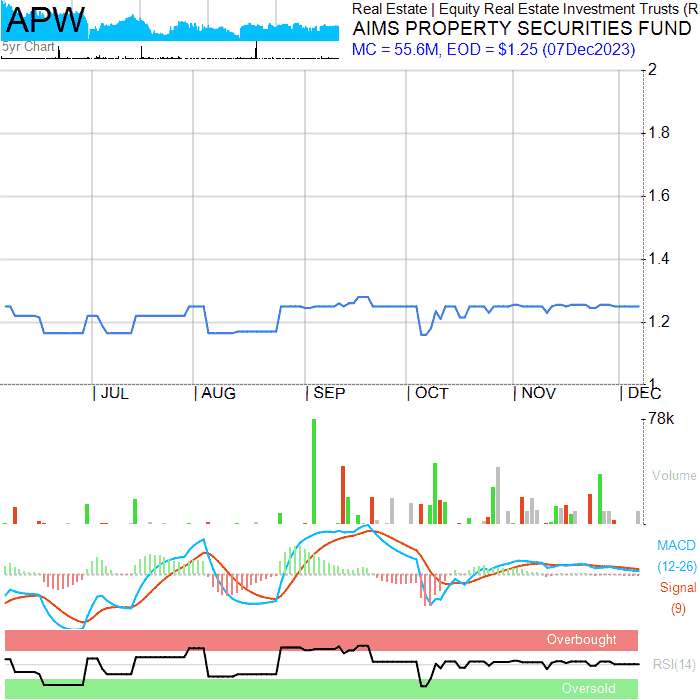 APW
5yr Chart
Real Estate | Equity Real Estate Investment Trusts (R
AIMS PROPERTY SECURITIES FUND
MC = 55.6M, EOD = $1.25 (07Dec2023)
2
1.8
1.6
1.4
1.2
1
JUL AUG SEP OCT NOV DEC
78k
Volume
MACD
(12-26)
Signal
(9)
Overbought
RSI(14)
Oversold